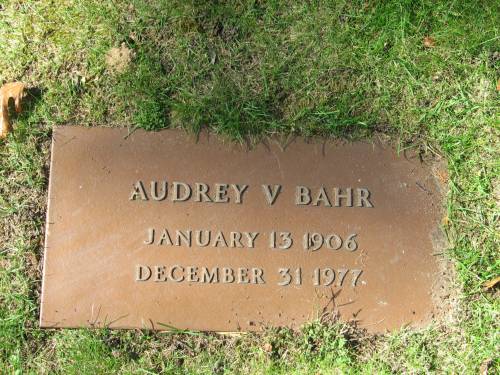 AUDREY V BAHR
JANUARY 13 1906
DECEMBER 31 1977